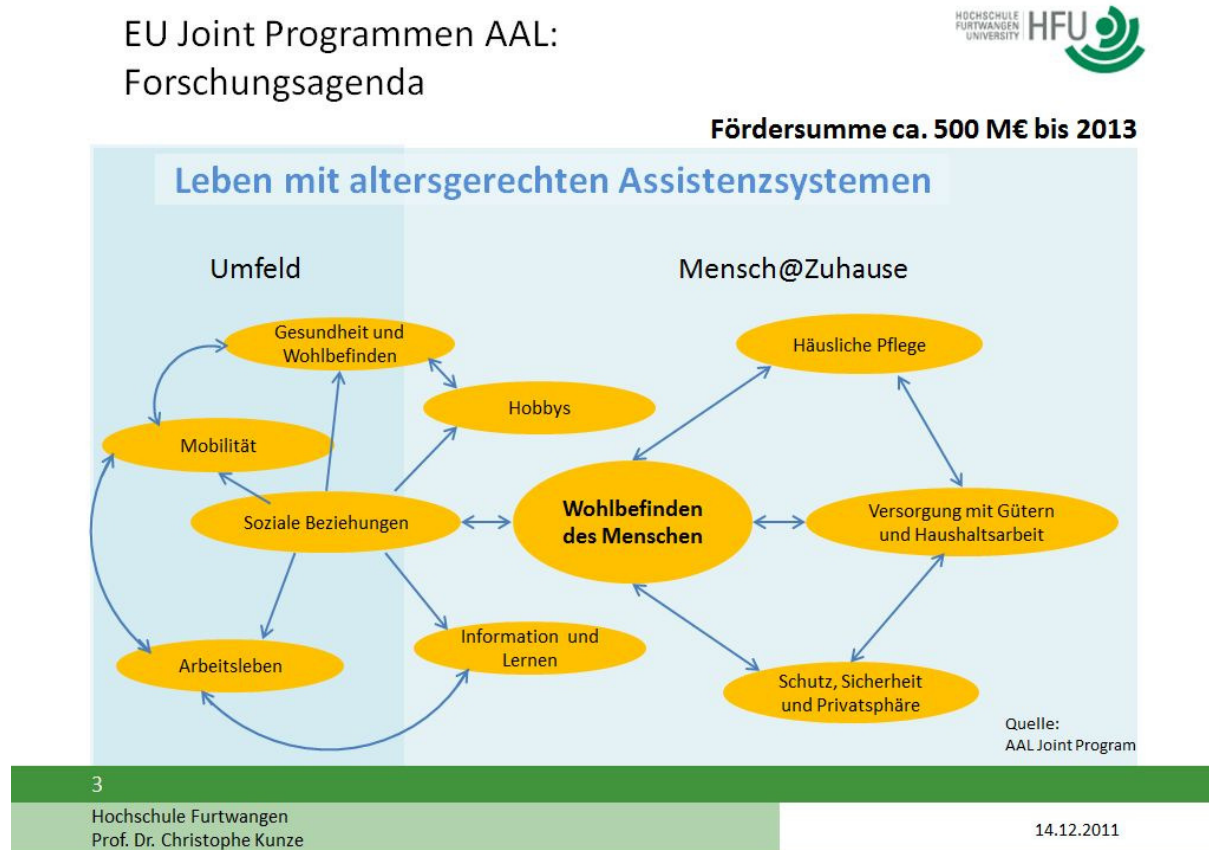 EU Joint Programmen AAL:
Forschungsagenda
HOCHSCHULE
FURTWANGEN
UNIVERSITY
HFU
Fördersumme ca. 500 M€ bis 2013
Leben mit altersgerechten Assistenzsystemen
Umfeld
Mensch@Zuhause
Gesundheit und
Wohlbefinden
Häusliche Pflege
Hobbys
Mobilität
Soziale Beziehungen
Wohlbefinden
des Menschen
Versorgung mit Gütern
und Haushaltsarbeit
Information und
Lernen
Arbeitsleben
Schutz, Sicherheit
und Privatsphäre
Quelle:
AAL Joint Program
3
Hochschule Furtwangen
Prof. Dr. Christophe Kunze
14.12.2011